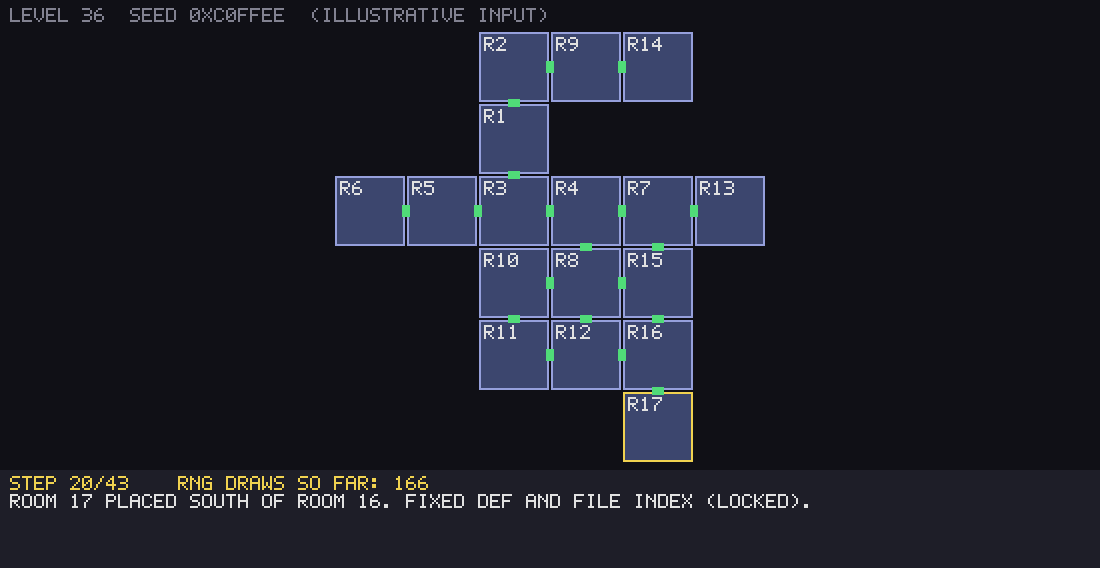 LEVEL 36 SEED 0XC0FFEE (ILLUSTRATIVE INPUT)
R2 R9 R14
R1
R6 R5 R3 R4 R7 R13
R10 R8 R15
R11 R12 R16
R17
STEP 20/43 RNG DRAWS SO FAR: 166
ROOM 17 PLACED SOUTH OF ROOM 16. FIXED DEF AND FILE INDEX (LOCKED).